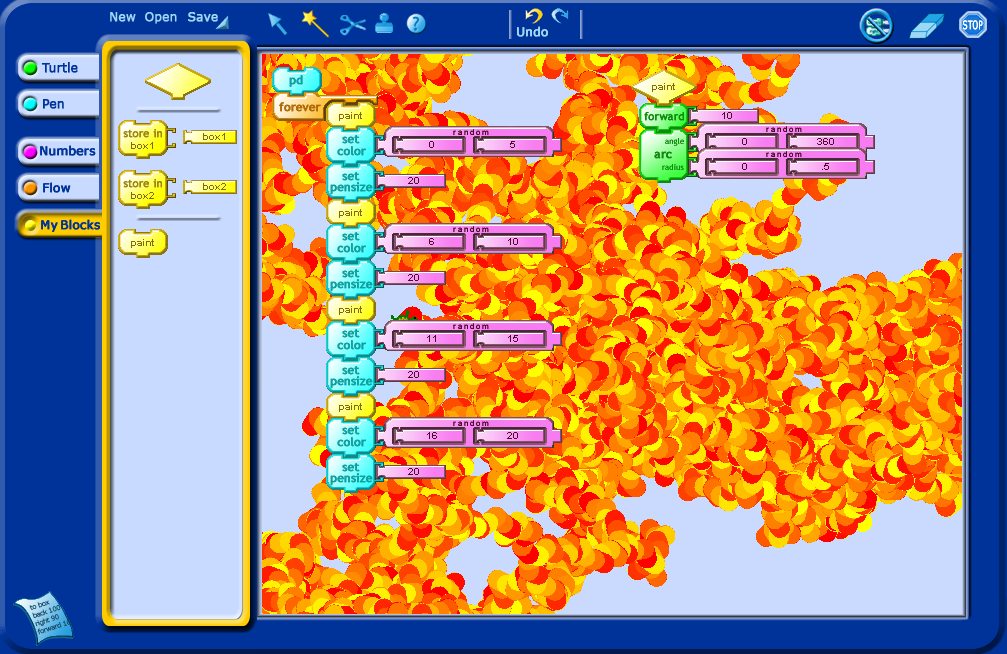 New Open Save
Undo
STOP
Turtle
Pen
Numbers
Flow
My Blocks
store in
box1
box1
store in
box2
box2
paint
to box
back 100
right 90
forward 1
pd
forever
paint
set
color
random
0 5
set
pensize
20
paint
set
color
random
6 10
set
pensize
20
paint
set
color
random
11 15
set
pensize
20
paint
set
color
random
16 20
set
pensize
20
paint
forward
10
arc
angle
random
0 360
radius
random
0 .5